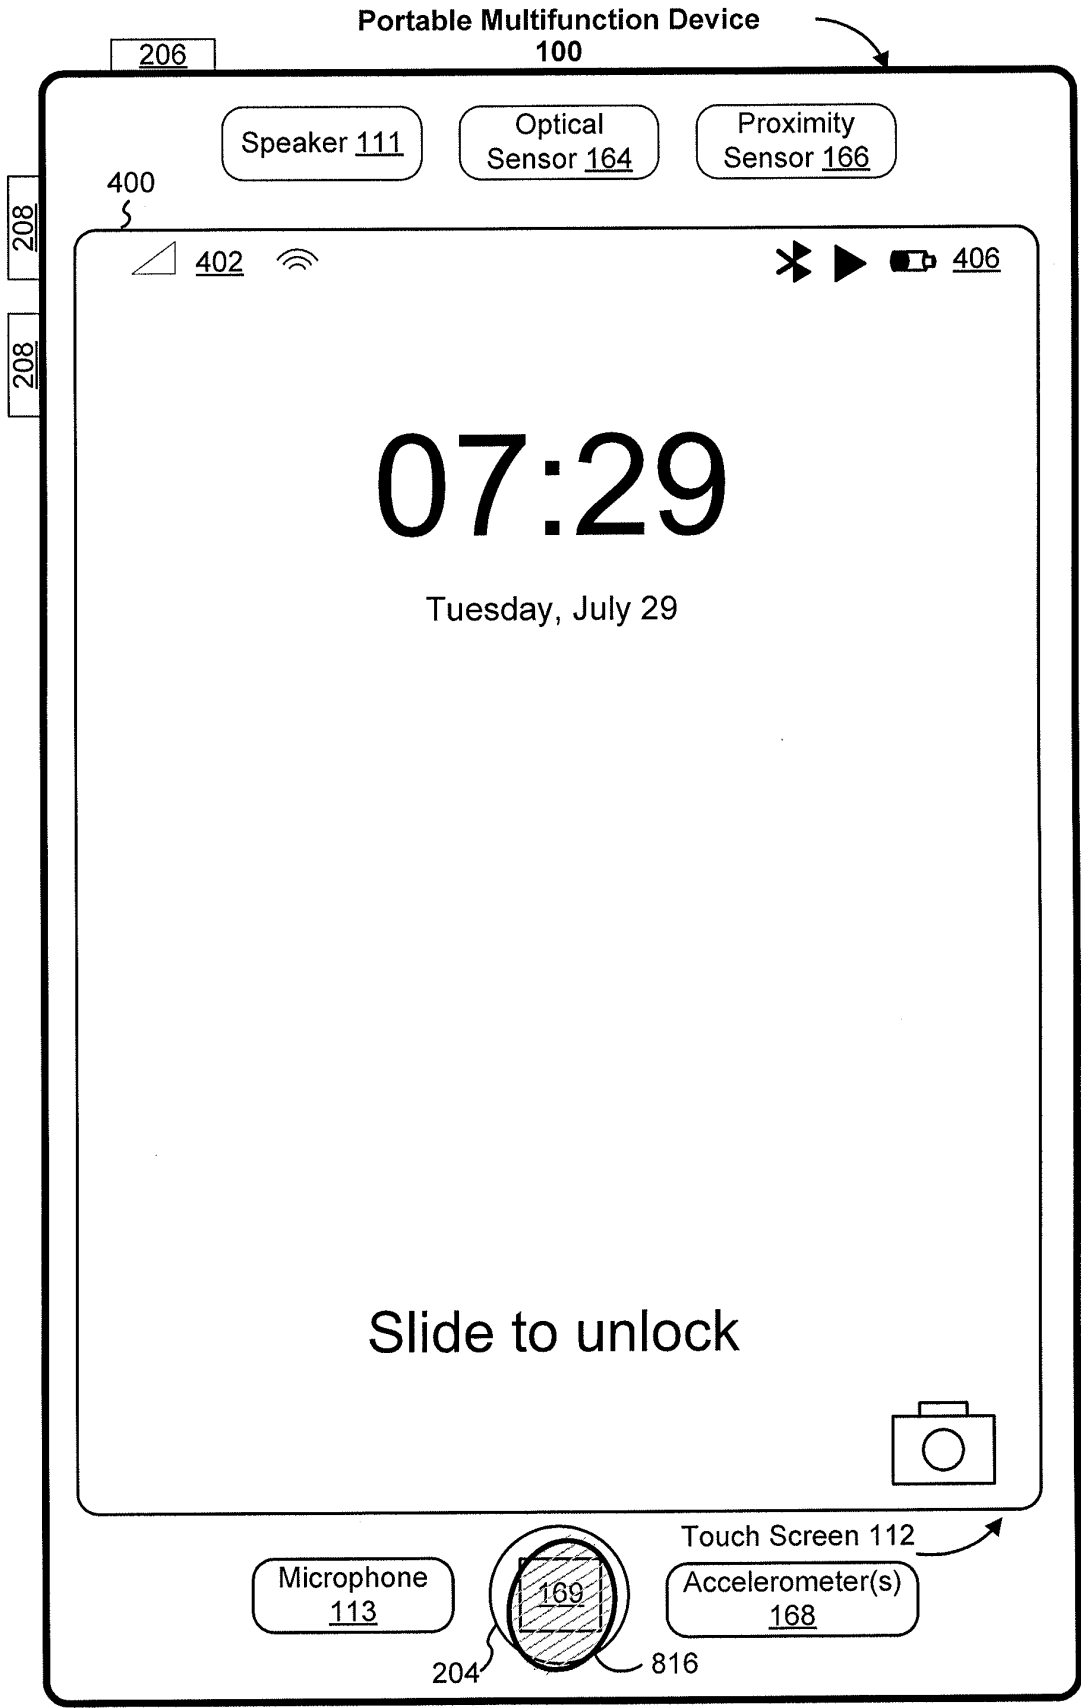 Portable Multifunction Device
100
206
Speaker 111
Optical
Sensor 164
Proximity
Sensor 166
400
208
402
406
208
07:29
Tuesday, July 29
Slide to unlock
Touch Screen 112
Microphone
113
169
Accelerometer(s)
168
204
816